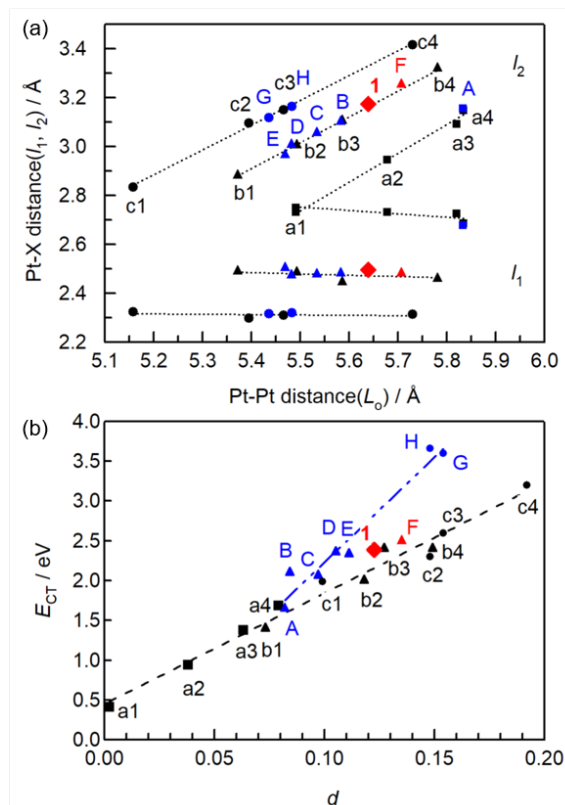 (a)
3.4
3.2
3.0
2.8
2.6
2.4
2.2
Pt-X distance(l1, l2) / Å
c4
l2
c3
H
G
c2
1
F
b4
A
B
C
D
E
b3
b2
a4
a3
a2
b1
c1
a1
l1
5.1 5.2 5.3 5.4 5.5 5.6 5.7 5.8 5.9 6.0
Pt-Pt distance(Lo) / Å
(b)
4.0
3.5
3.0
2.5
2.0
1.5
1.0
0.5
0.0
ECT / eV
H
G
D
E
1
F
c3
c4
B
C
b3
b4
c2
a4
c1
b2
A
a3
b1
a2
a1
0.00 0.05 0.10 0.15 0.20
d